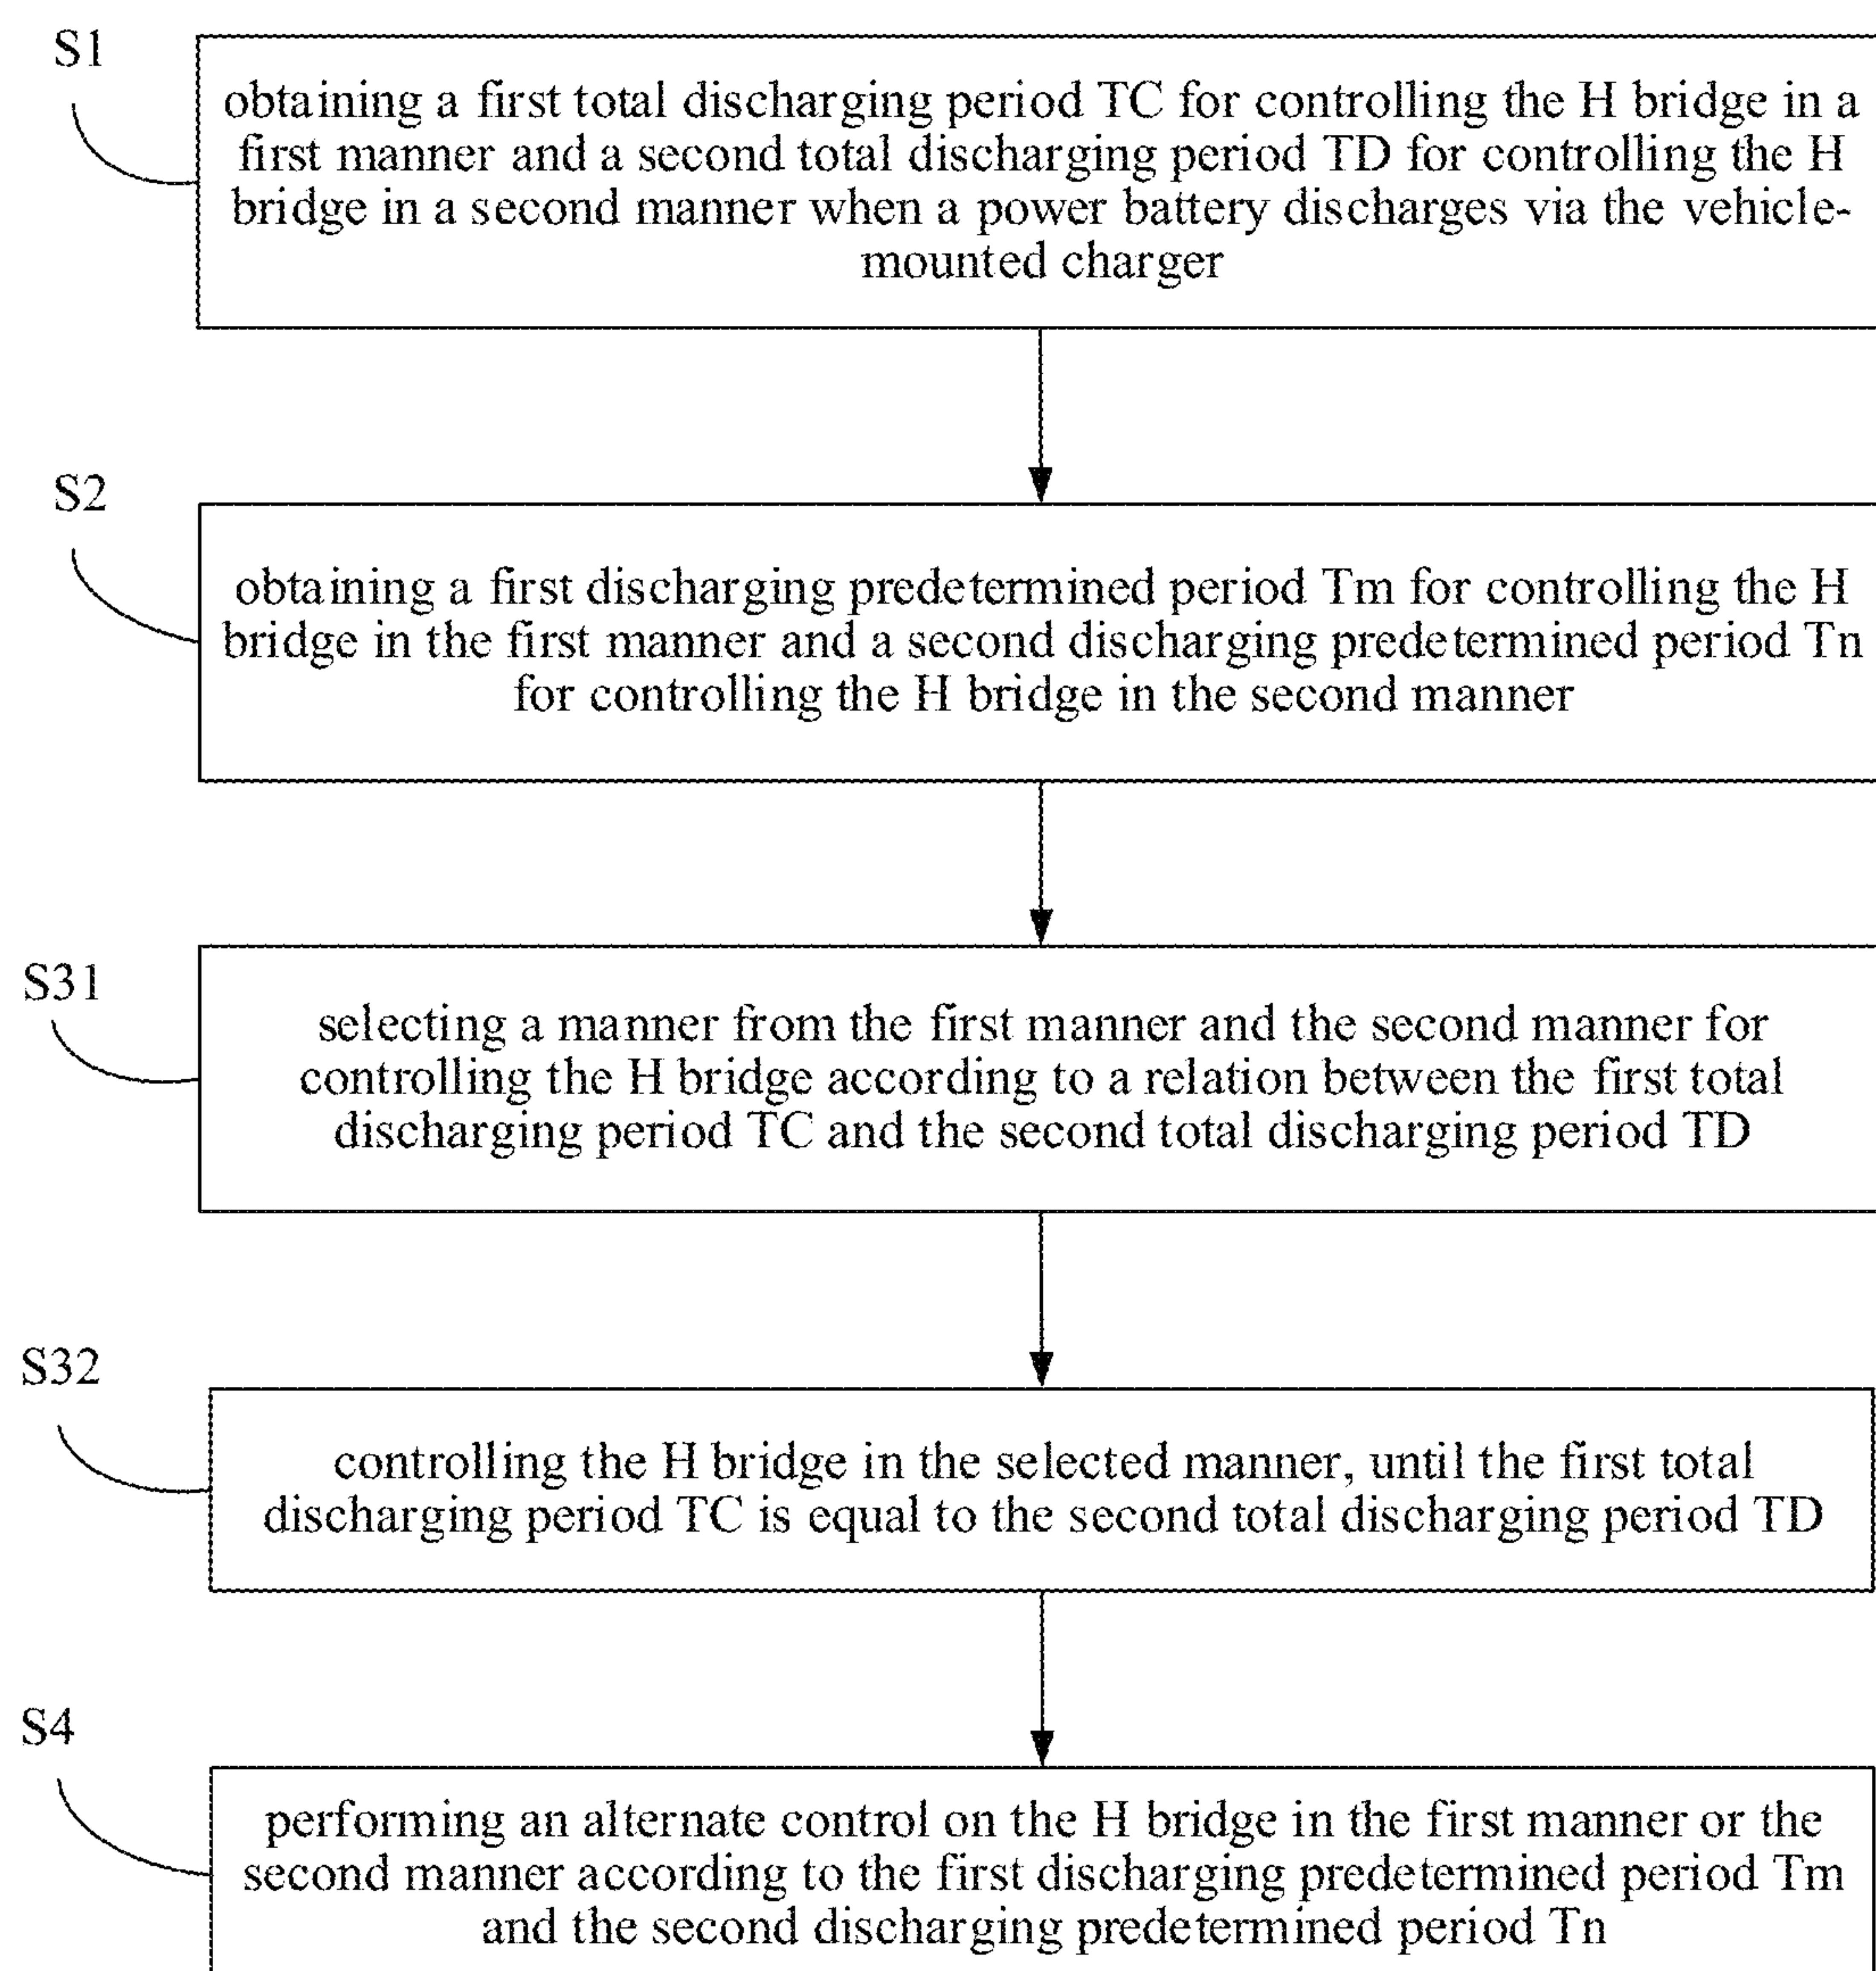 S1
obtaining a first total discharging period TC for controlling the H bridge in a
first manner and a second total discharging period TD for controlling the H
bridge in a second manner when a power battery discharges via the vehicle-
mounted charger
S2
obtaining a first discharging predetermined period Tm for controlling the H
bridge in the first manner and a second discharging predetermined period Tn
for controlling the H bridge in the second manner
S31
selecting a manner from the first manner and the second manner for
controlling the H bridge according to a relation between the first total
discharging period TC and the second total discharging period TD
S32
controlling the H bridge in the selected manner, until the first total
discharging period TC is equal to the second total discharging period TD
S4
performing an alternate control on the H bridge in the first manner or the
second manner according to the first discharging predetermined period Tm
and the second discharging predetermined period Tn